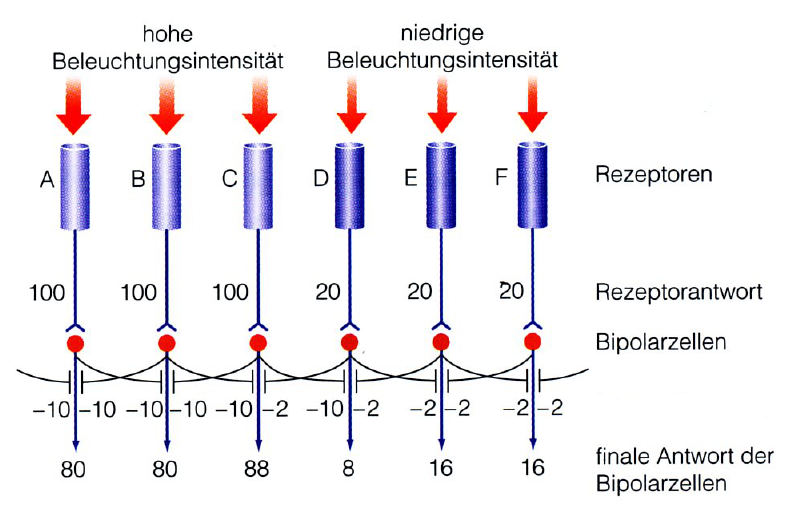 hohe
Beleuchtungsintensität
niedrige
Beleuchtungsintensität
A B C D E F Rezeptoren
100 100 100 20 20 20 Rezeptorantwort
Bipolarzellen
−10 −10 −10 −10 −10 −2 −10 −2 −2 −2 −2 −2
80 80 88 8 16 16
finale Antwort der
Bipolarzellen